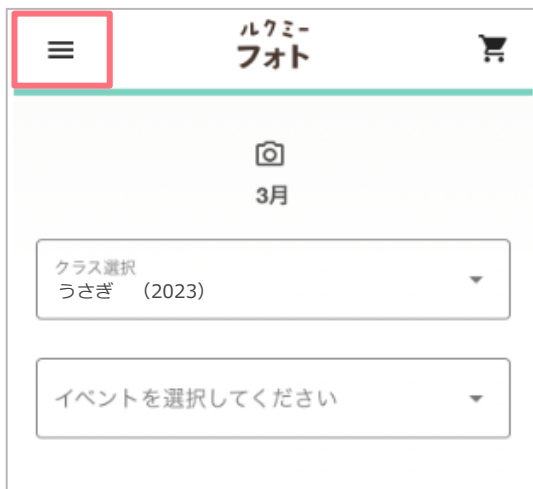 ルクミー
フォト
3月
クラス選択
うさぎ （2023）
イベントを選択してください